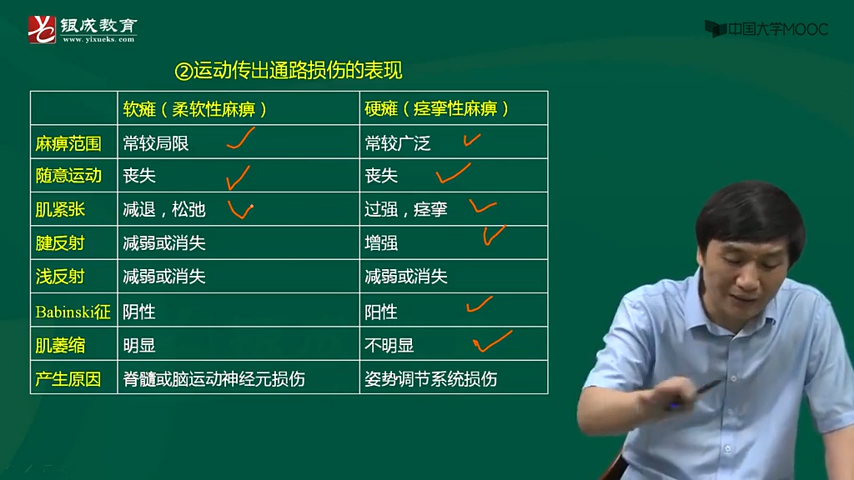 银成教育
www.yixueks.com
中国大学MOOC
②运动传出通路损伤的表现
软瘫（柔软性麻痹） 硬瘫（痉挛性麻痹）
麻痹范围 常较局限 常较广泛
随意运动 丧失 丧失
肌紧张 减退，松弛 过强，痉挛
腱反射 减弱或消失 增强
浅反射 减弱或消失 减弱或消失
Babinski征 阴性 阳性
肌萎缩 明显 不明显
产生原因 脊髓或脑运动神经元损伤 姿势调节系统损伤